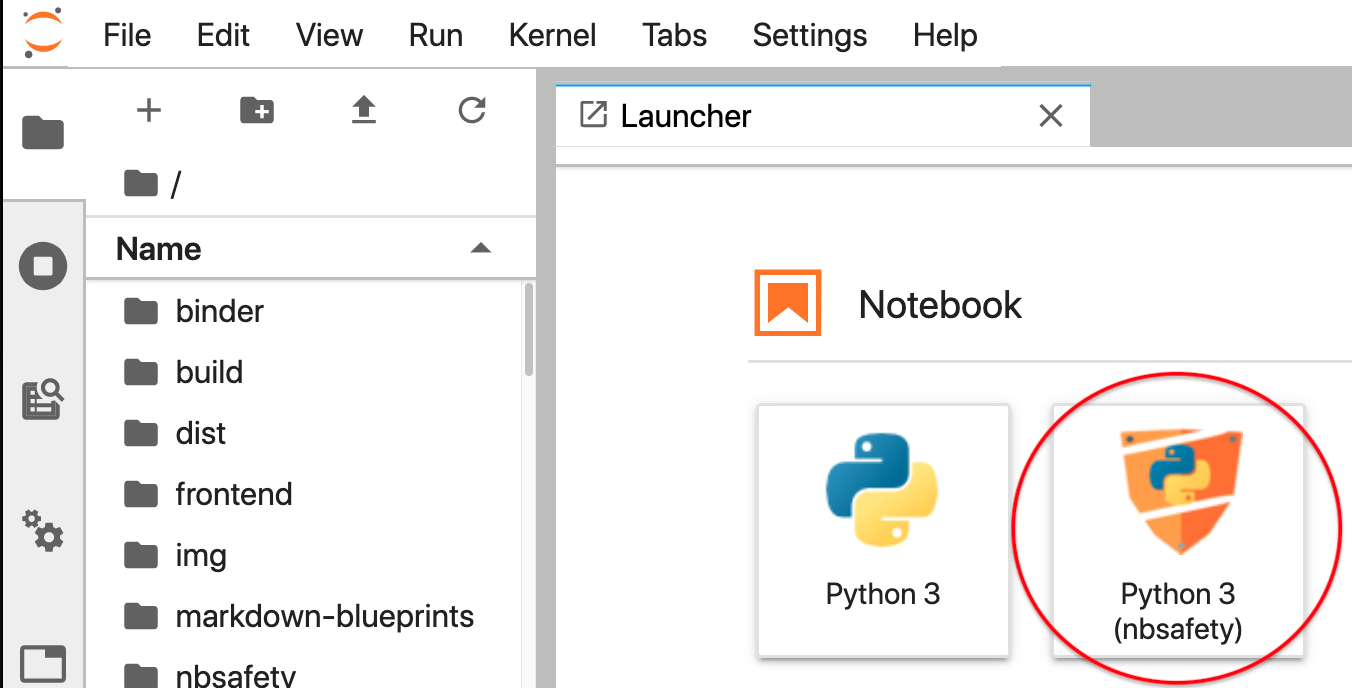 File Edit View Run Kernel Tabs Settings Help
Launcher
/
Name
binder
build
dist
frontend
img
markdown-blueprints
nbsafety
Notebook
Python 3
Python 3
(nbsafety)